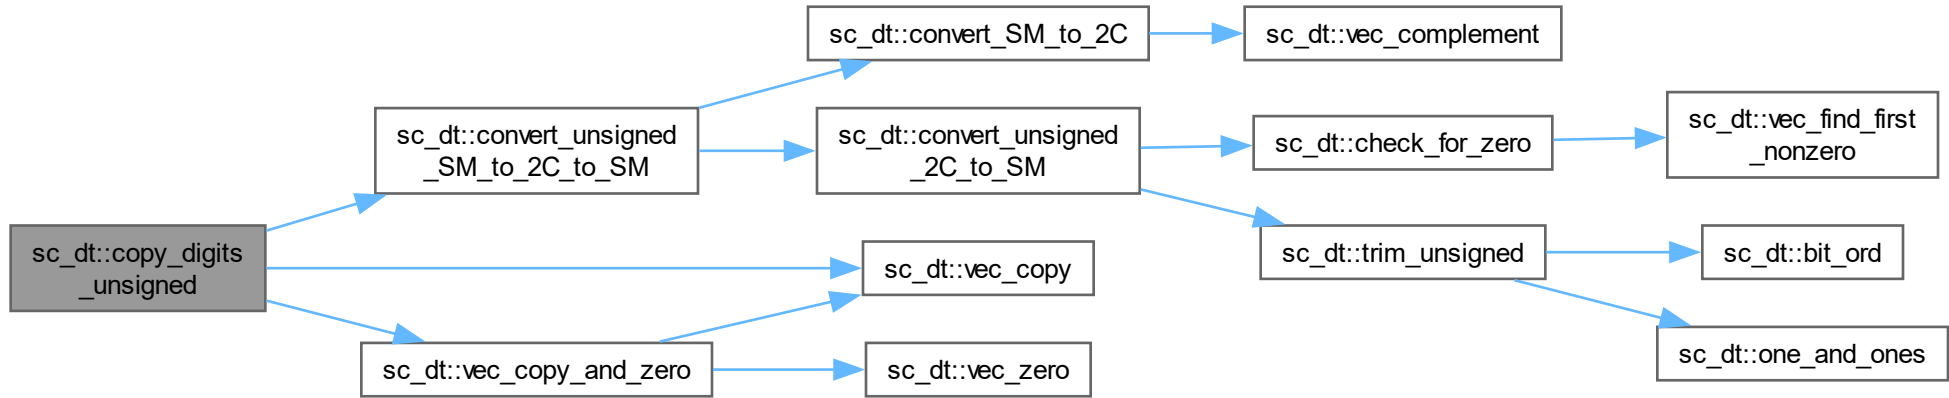 sc_dt::copy_digits
_unsigned
sc_dt::convert_unsigned
_SM_to_2C_to_SM
sc_dt::convert_SM_to_2C
sc_dt::vec_complement
sc_dt::convert_unsigned
_2C_to_SM
sc_dt::check_for_zero
sc_dt::vec_find_first
_nonzero
sc_dt::trim_unsigned
sc_dt::bit_ord
sc_dt::one_and_ones
sc_dt::vec_copy
sc_dt::vec_copy_and_zero
sc_dt::vec_zero